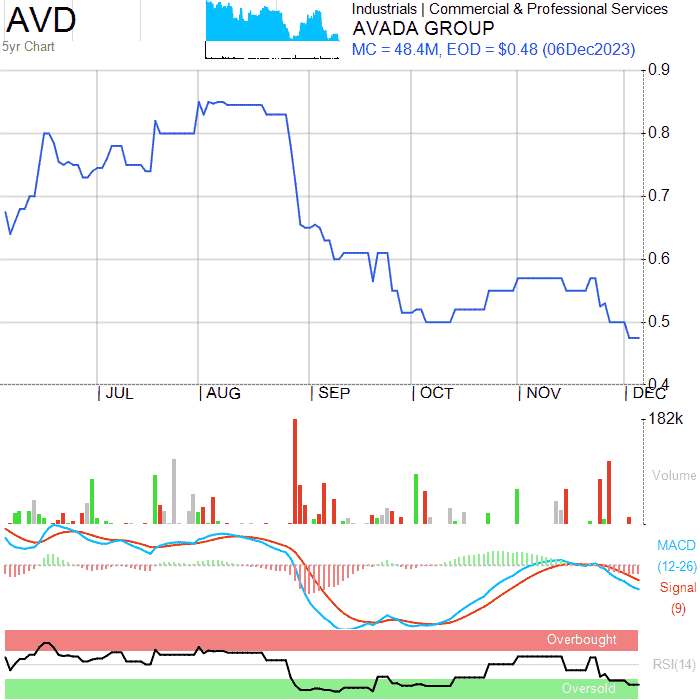 AVD
5yr Chart
Industrials | Commercial & Professional Services
AVADA GROUP
MC = 48.4M, EOD = $0.48 (06Dec2023)
0.9
0.8
0.7
0.6
0.5
0.4
| JUL | AUG | SEP | OCT | NOV | DEC
182k
Volume
MACD
(12-26)
Signal
(9)
Overbought
RSI(14)
Oversold